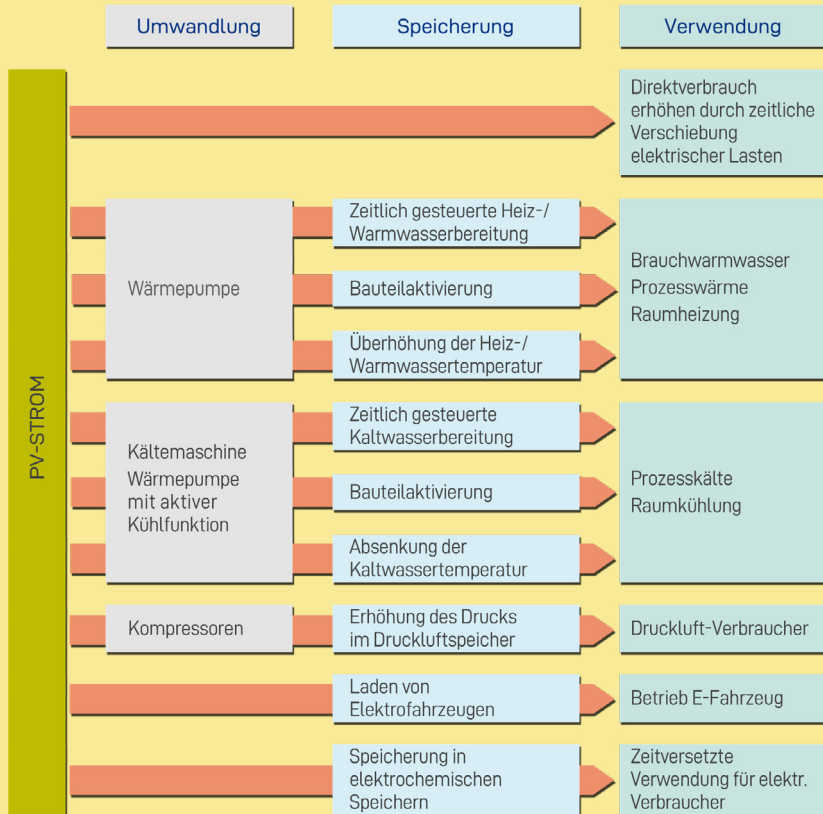 Umwandlung
Speicherung
Verwendung
PV-STROM
Direktverbrauch
erhöhen durch zeitliche
Verschiebung
elektrischer Lasten
Wärmepumpe
Zeitlich gesteuerte Heiz-/
Warmwasserbereitung
Bauteilaktivierung
Überhöhung der Heiz-/
Warmwassertemperatur
Brauchwarmwasser
Prozesswärme
Raumheizung
Kältemaschine
Wärmepumpe
mit aktiver
Kühlfunktion
Zeitlich gesteuerte
Kaltwasserbereitung
Bauteilaktivierung
Absenkung der
Kaltwassertemperatur
Prozesskälte
Raumkühlung
Kompressoren
Erhöhung des Drucks
im Druckluftspeicher
Druckluft-Verbraucher
Laden von
Elektrofahrzeugen
Betrieb E-Fahrzeug
Speicherung in
elektrochemischen
Speichern
Zeitversetzte
Verwendung für elektr.
Verbraucher